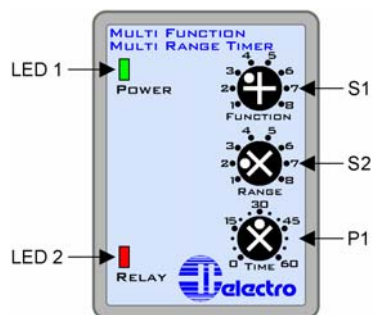 MULTI FUNCTION
MULTI RANGE TIMER
LED 1
POWER
1 2 3 4 5 6 7 8
FUNCTION
S1
1 2 3 4 5 6 7 8
RANGE
S2
0 15 30 45 60
TIME
P1
LED 2
RELAY
electro